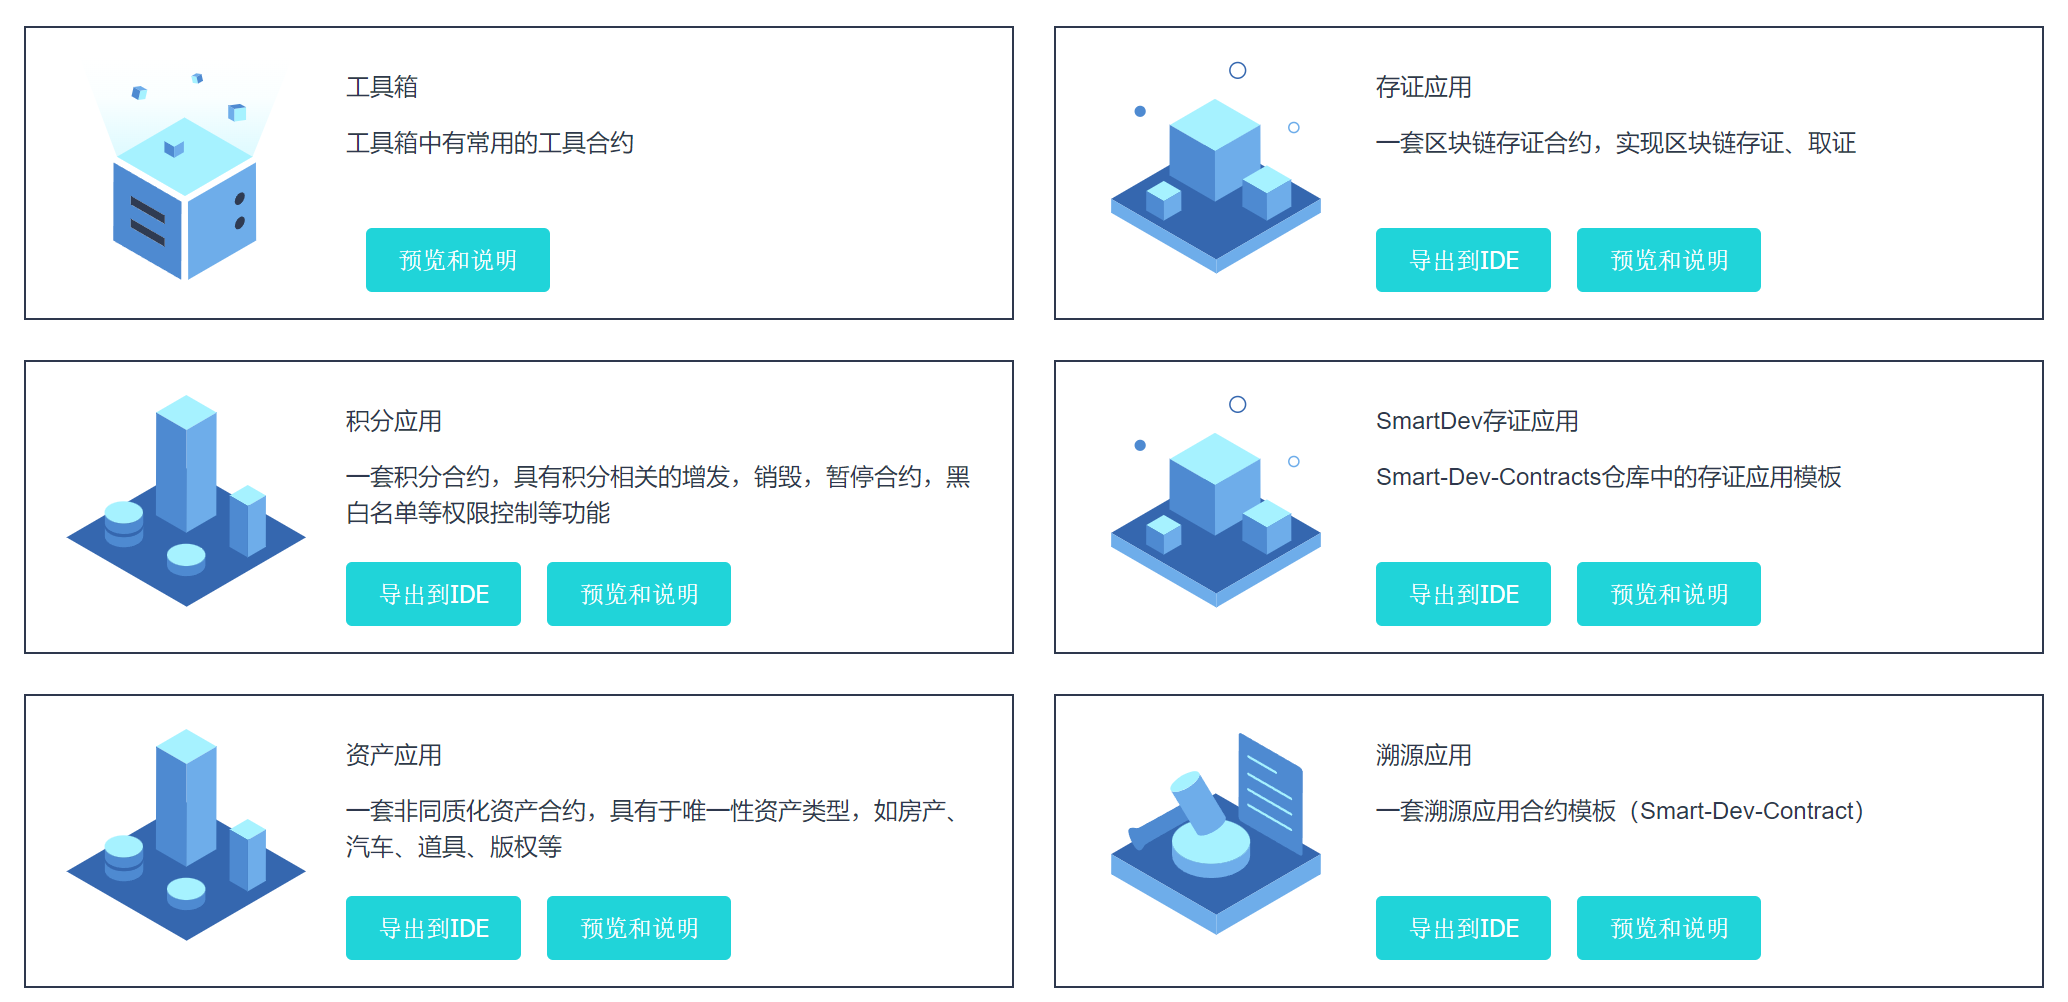 工具箱
工具箱中有常用的工具合约
预览和说明
存证应用
一套区块链存证合约，实现区块链存证、取证
导出到IDE
预览和说明
积分应用
一套积分合约，具有积分相关的增发，销毁，暂停合约，黑
白名单等权限控制等功能
导出到IDE
预览和说明
SmartDev存证应用
Smart-Dev-Contracts仓库中的存证应用模板
导出到IDE
预览和说明
资产应用
一套非同质化资产合约，具有于唯一性资产类型，如房产、
汽车、道具、版权等
导出到IDE
预览和说明
溯源应用
一套溯源应用合约模板（Smart-Dev-Contract）
导出到IDE
预览和说明